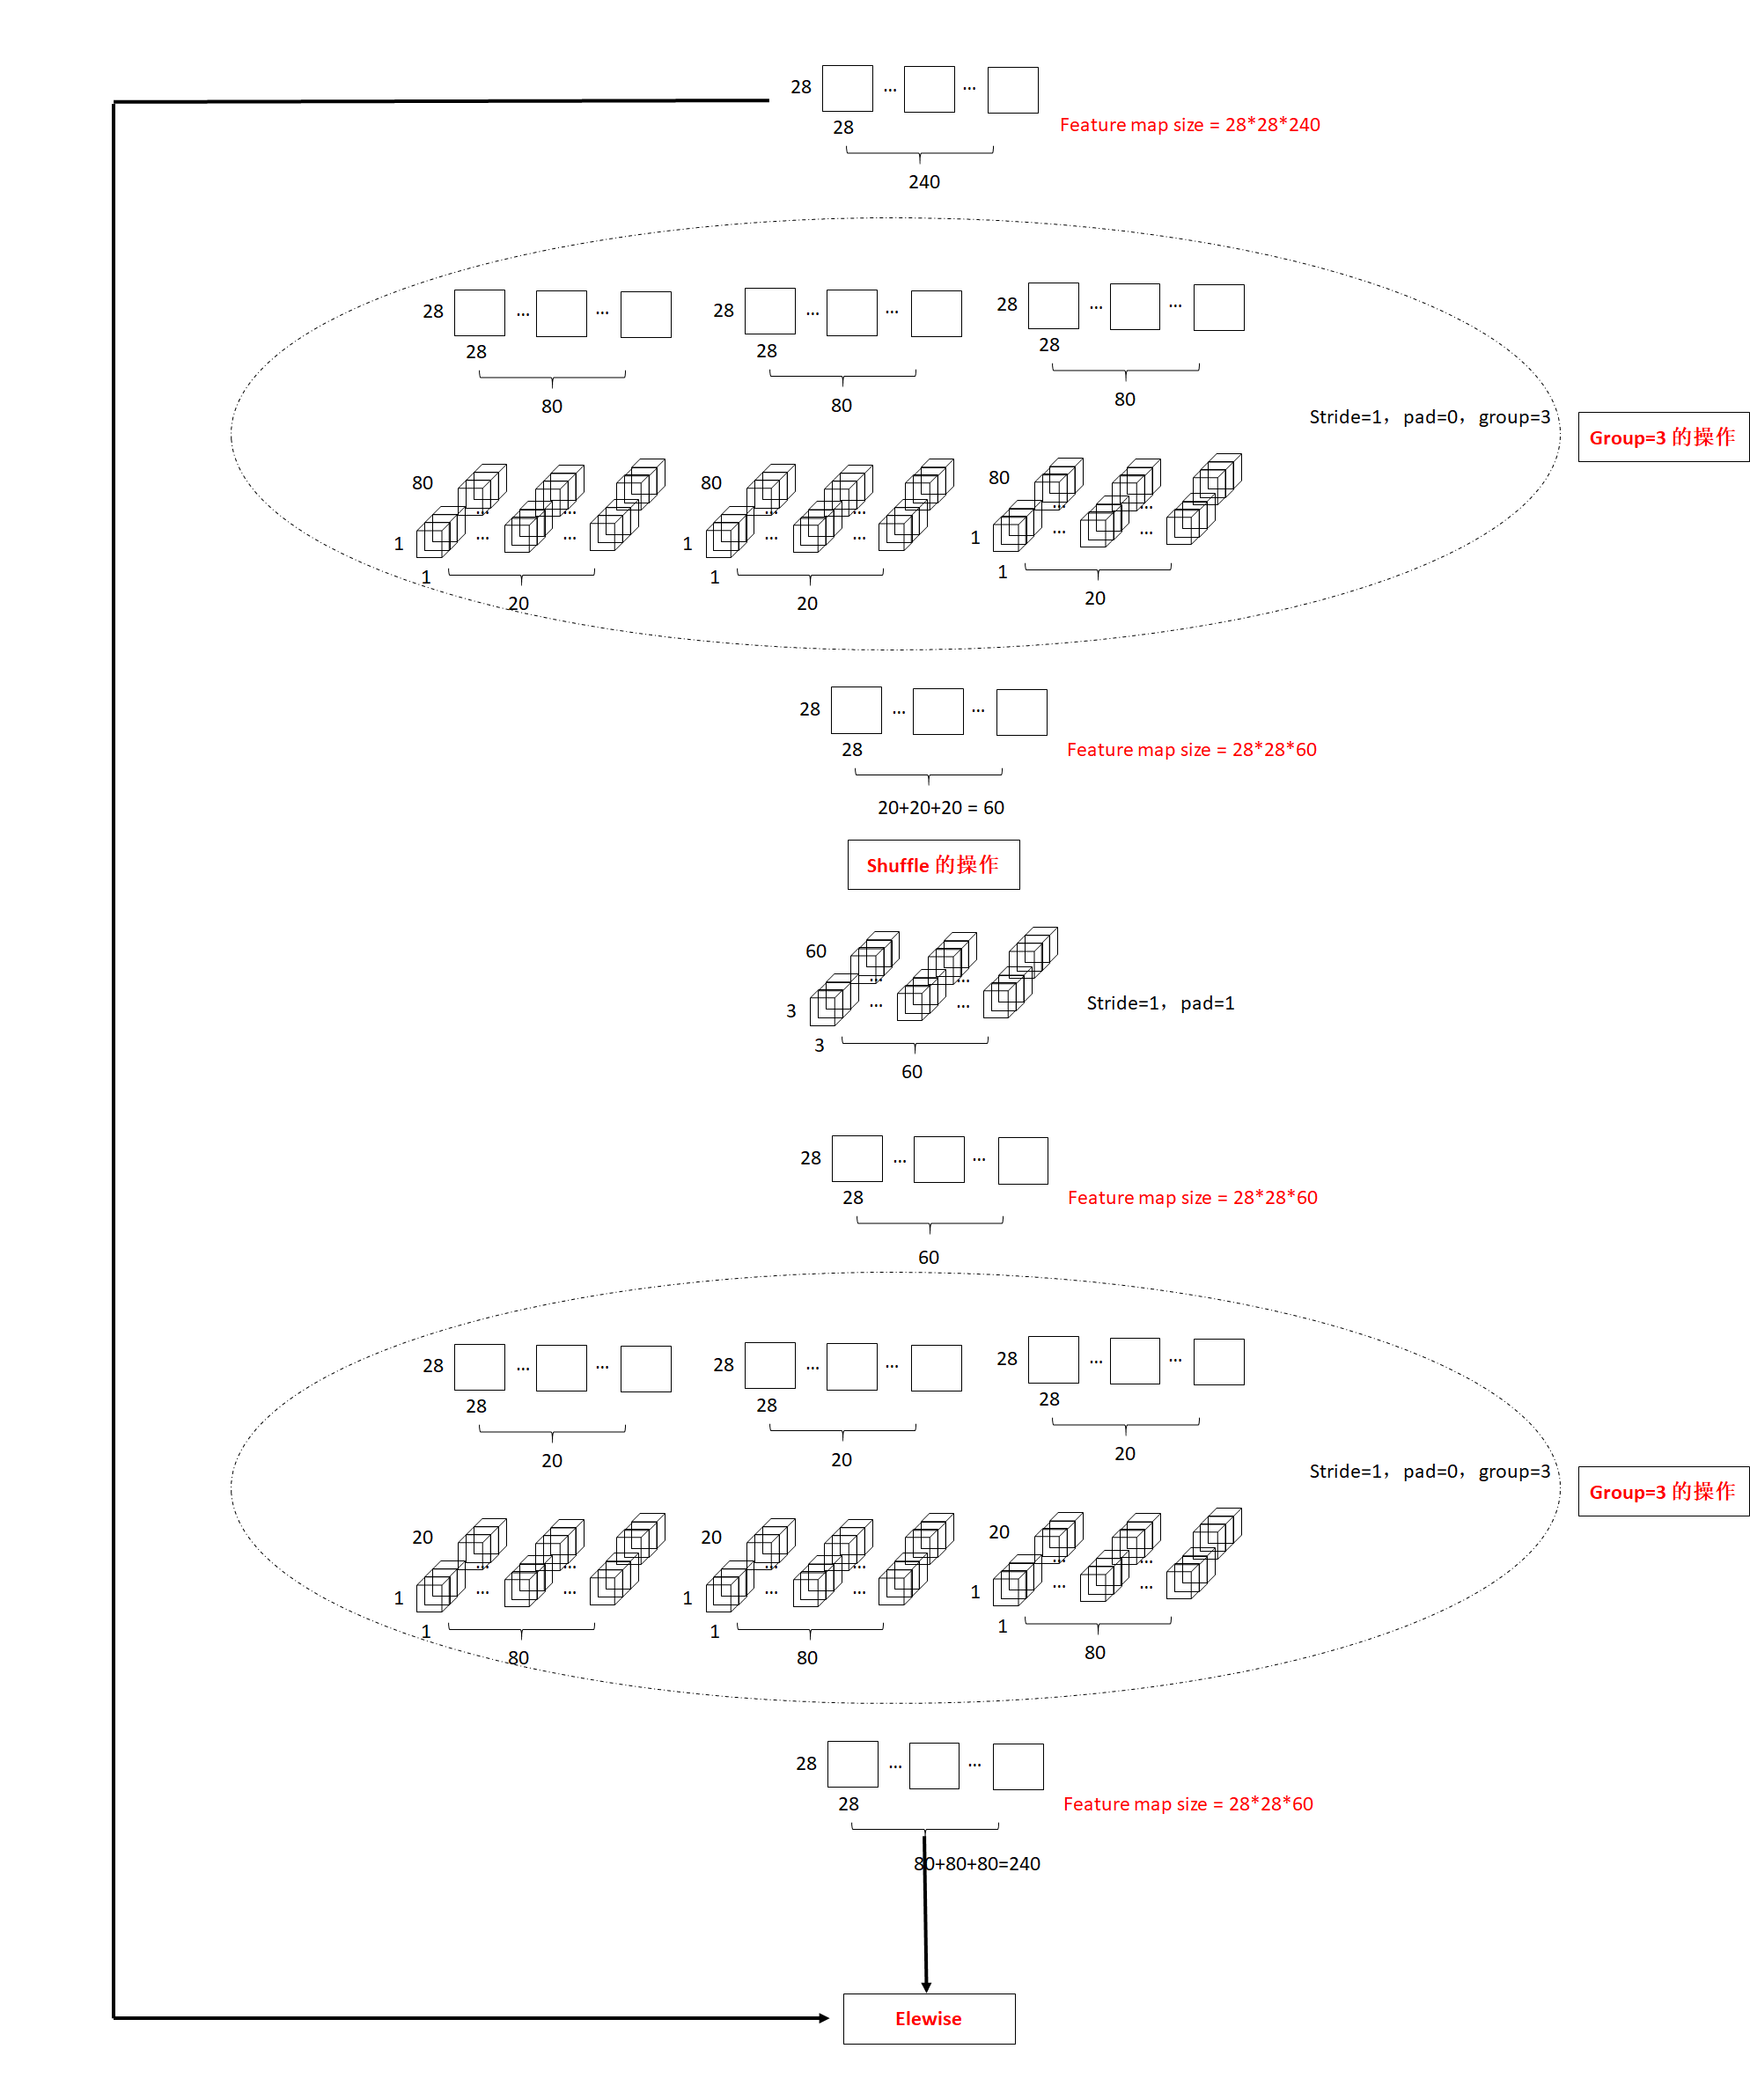 28
... ...
28
Feature map size = 28*28*240
240
28 ... ... 28 ... ... 28 ... ...
28 28 28
80 80 80
Stride=1，pad=0，group=3
Group=3 的操作
80 80 80
... ... ... ... ... ...
1 ... ... 1 ... ... 1 ... ...
1 1 1
20 20 20
28 ... ...
28
Feature map size = 28*28*60
20+20+20 = 60
Shuffle 的操作
60
... ...
3 ... ...
Stride=1，pad=1
3
60
28 ... ...
28
Feature map size = 28*28*60
60
28 ... ... 28 ... ... 28 ... ...
28 28 28
20 20 20
Stride=1，pad=0，group=3
Group=3 的操作
20 20 20
... ... ... ... ... ...
1 ... ... 1 ... ... 1 ... ...
1 1 1
80 80 80
28 ... ...
28
Feature map size = 28*28*60
80+80+80=240
Elewise